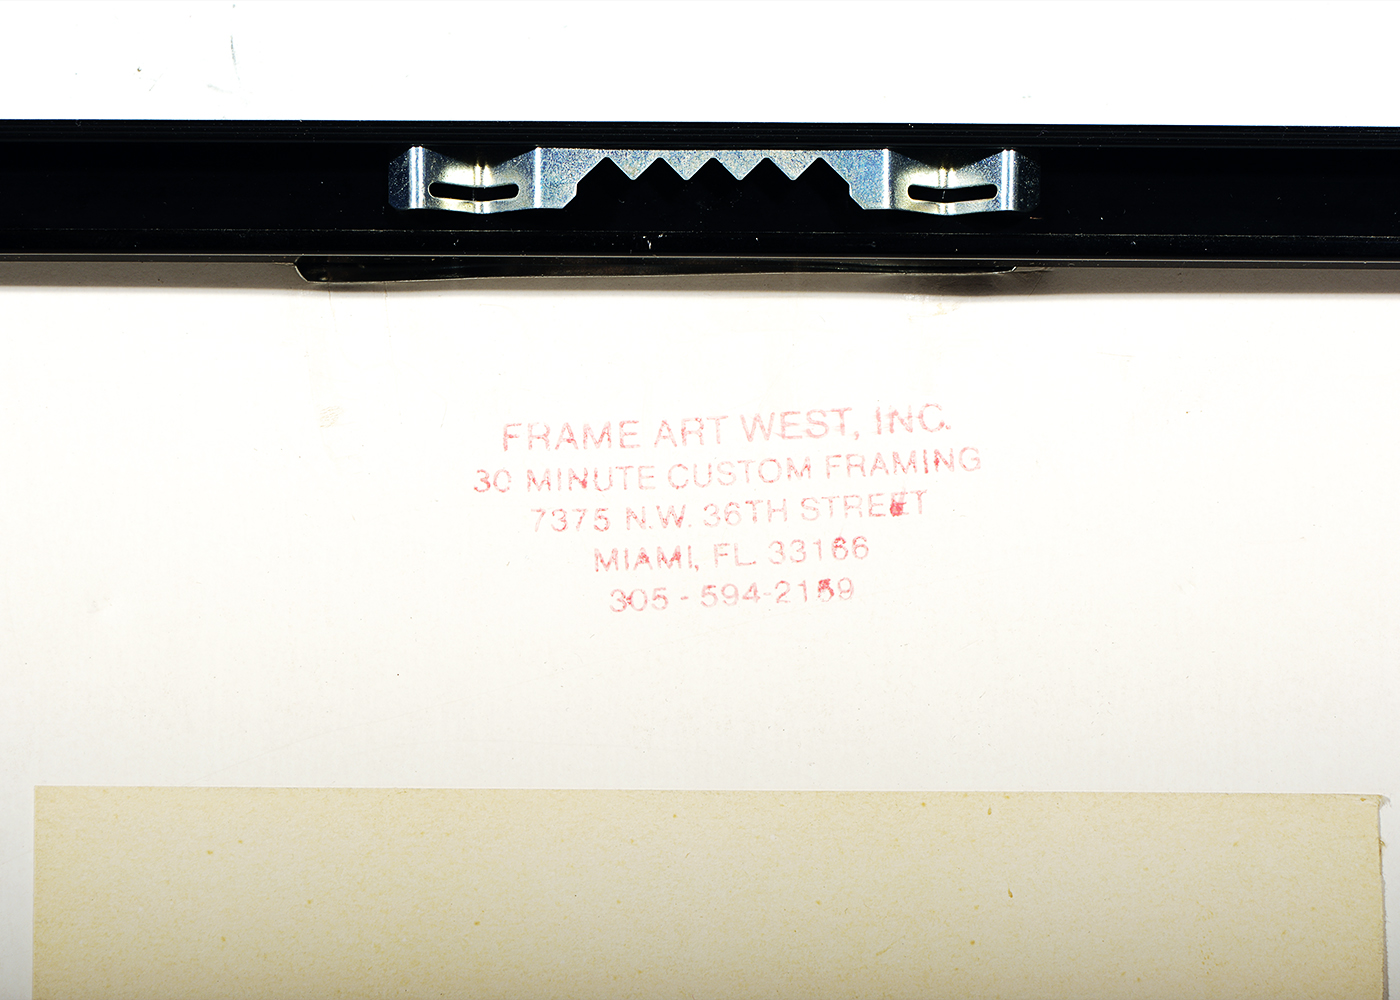 FRAME ART WEST, INC.
30 MINUTE CUSTOM FRAMING
7375 N.W. 36TH STREET
MIAMI, FL. 33166
305 - 594-2159